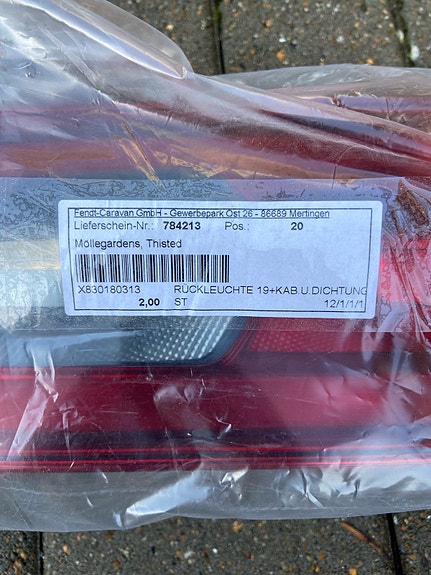 Fendt-Caravan GmbH - Gewerbepark Ost 26 - 86689 Mertingen
Lieferschein-Nr.: 784213 Pos.: 20
Möllegardens, Thisted
X830180313 RÜCKLEUCHTE 19+KAB.U.DICHTUNG
2,00 ST 12/1/1/1